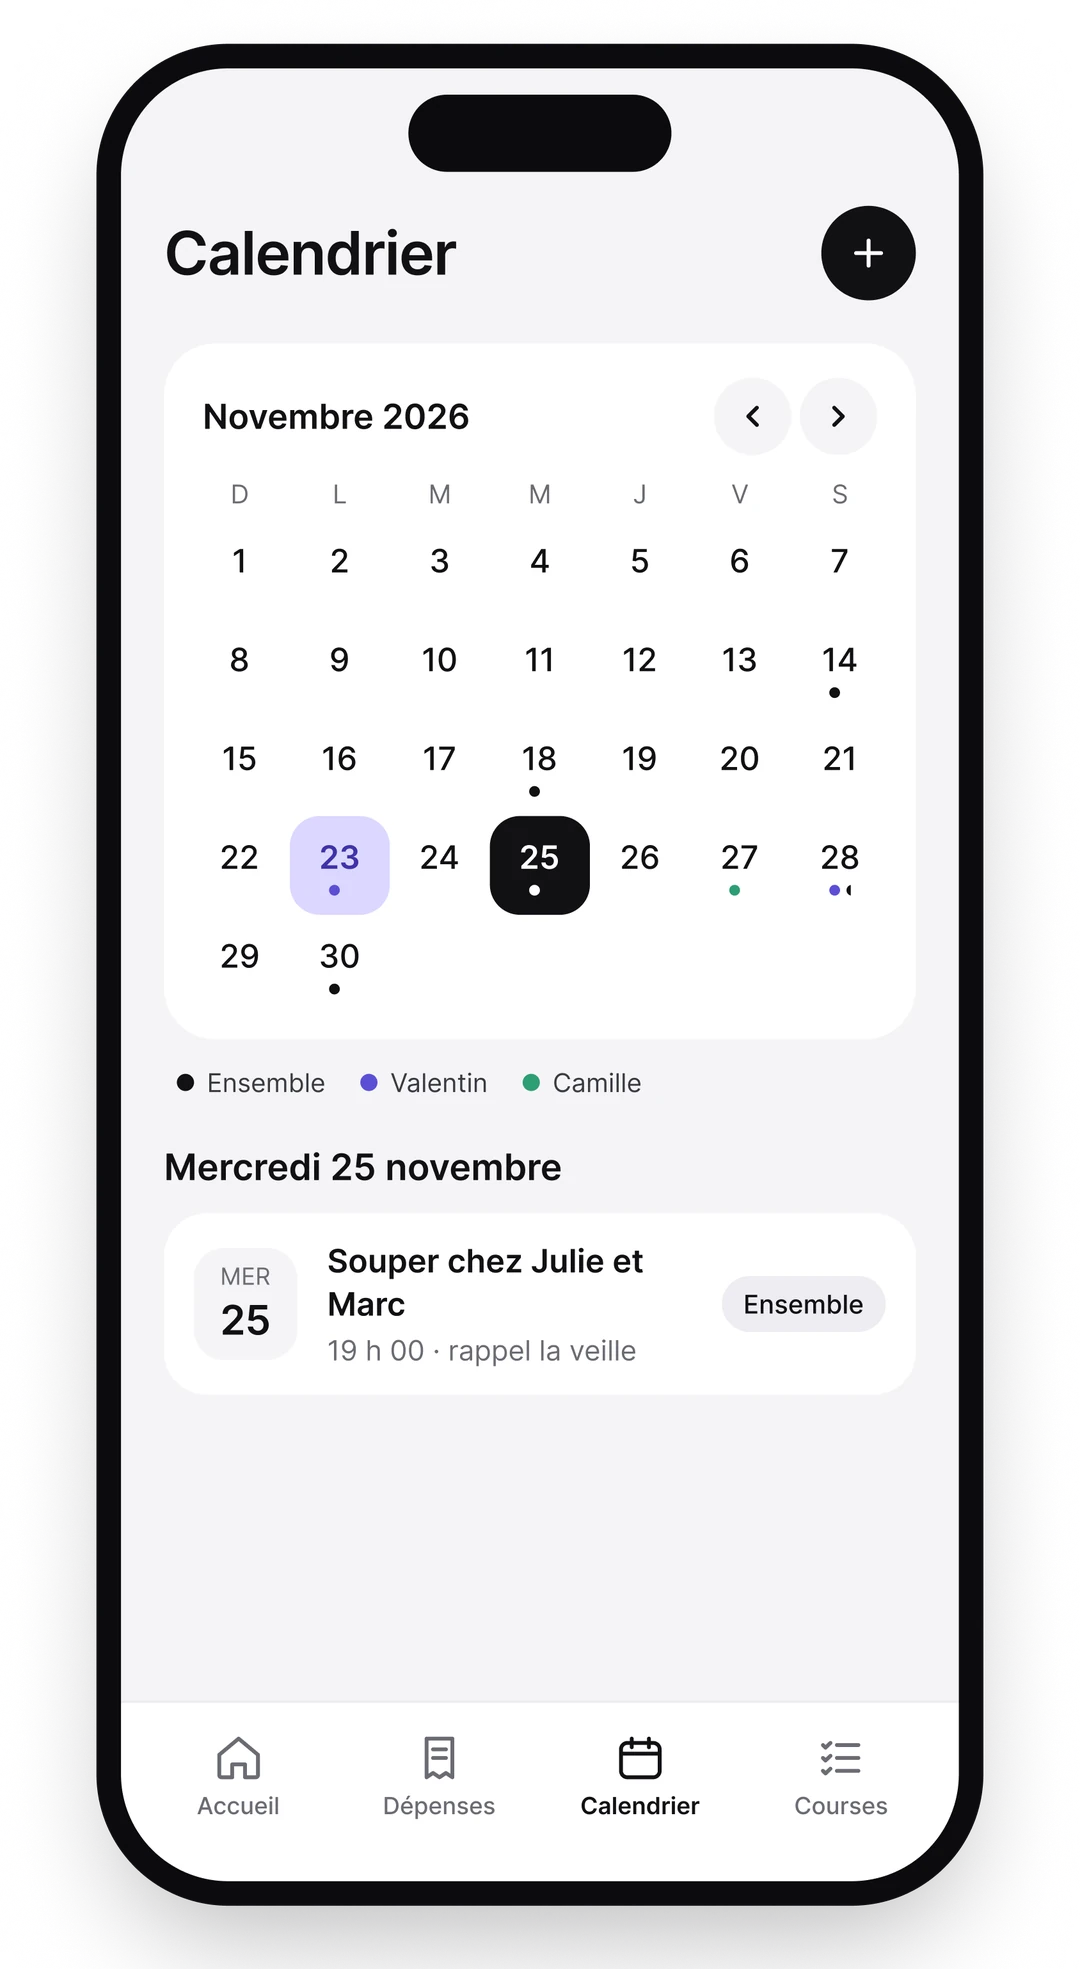 Calendrier
Novembre 2026
D L M M J V S
1 2 3 4 5 6 7
8 9 10 11 12 13 14
15 16 17 18 19 20 21
22 23 24 25 26 27 28
29 30
Ensemble Valentin Camille
Mercredi 25 novembre
MER
25
Souper chez Julie et
Marc
19 h 00 · rappel la veille
Ensemble
Accueil Dépenses Calendrier Courses